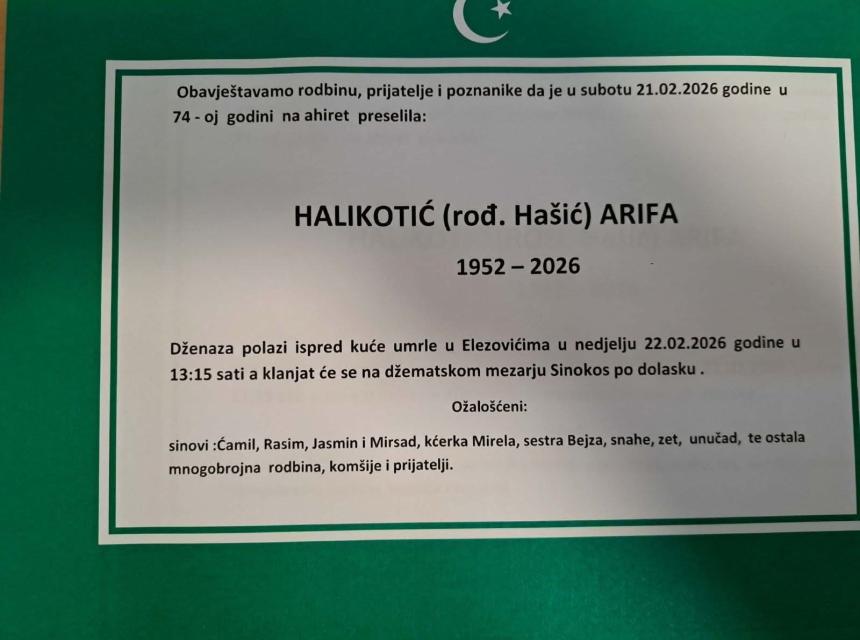 Obavještavamo rodbinu, prijatelje i poznanike da je u subotu 21.02.2026 godine u
74 - oj godini na ahiret preselila:
HALIKOTIĆ (rođ. Hašić) ARIFA
1952 – 2026
Dženaza polazi ispred kuće umrle u Elezovićima u nedjelju 22.02.2026 godine u
13:15 sati a klanjat će se na džematskom mezarju Sinokos po dolasku .
Ožalošćeni:
sinovi :Ćamil, Rasim, Jasmin i Mirsad, kćerka Mirela, sestra Bejza, snahe, zet, unučad, te ostala
mnogobrojna rodbina, komšije i prijatelji.